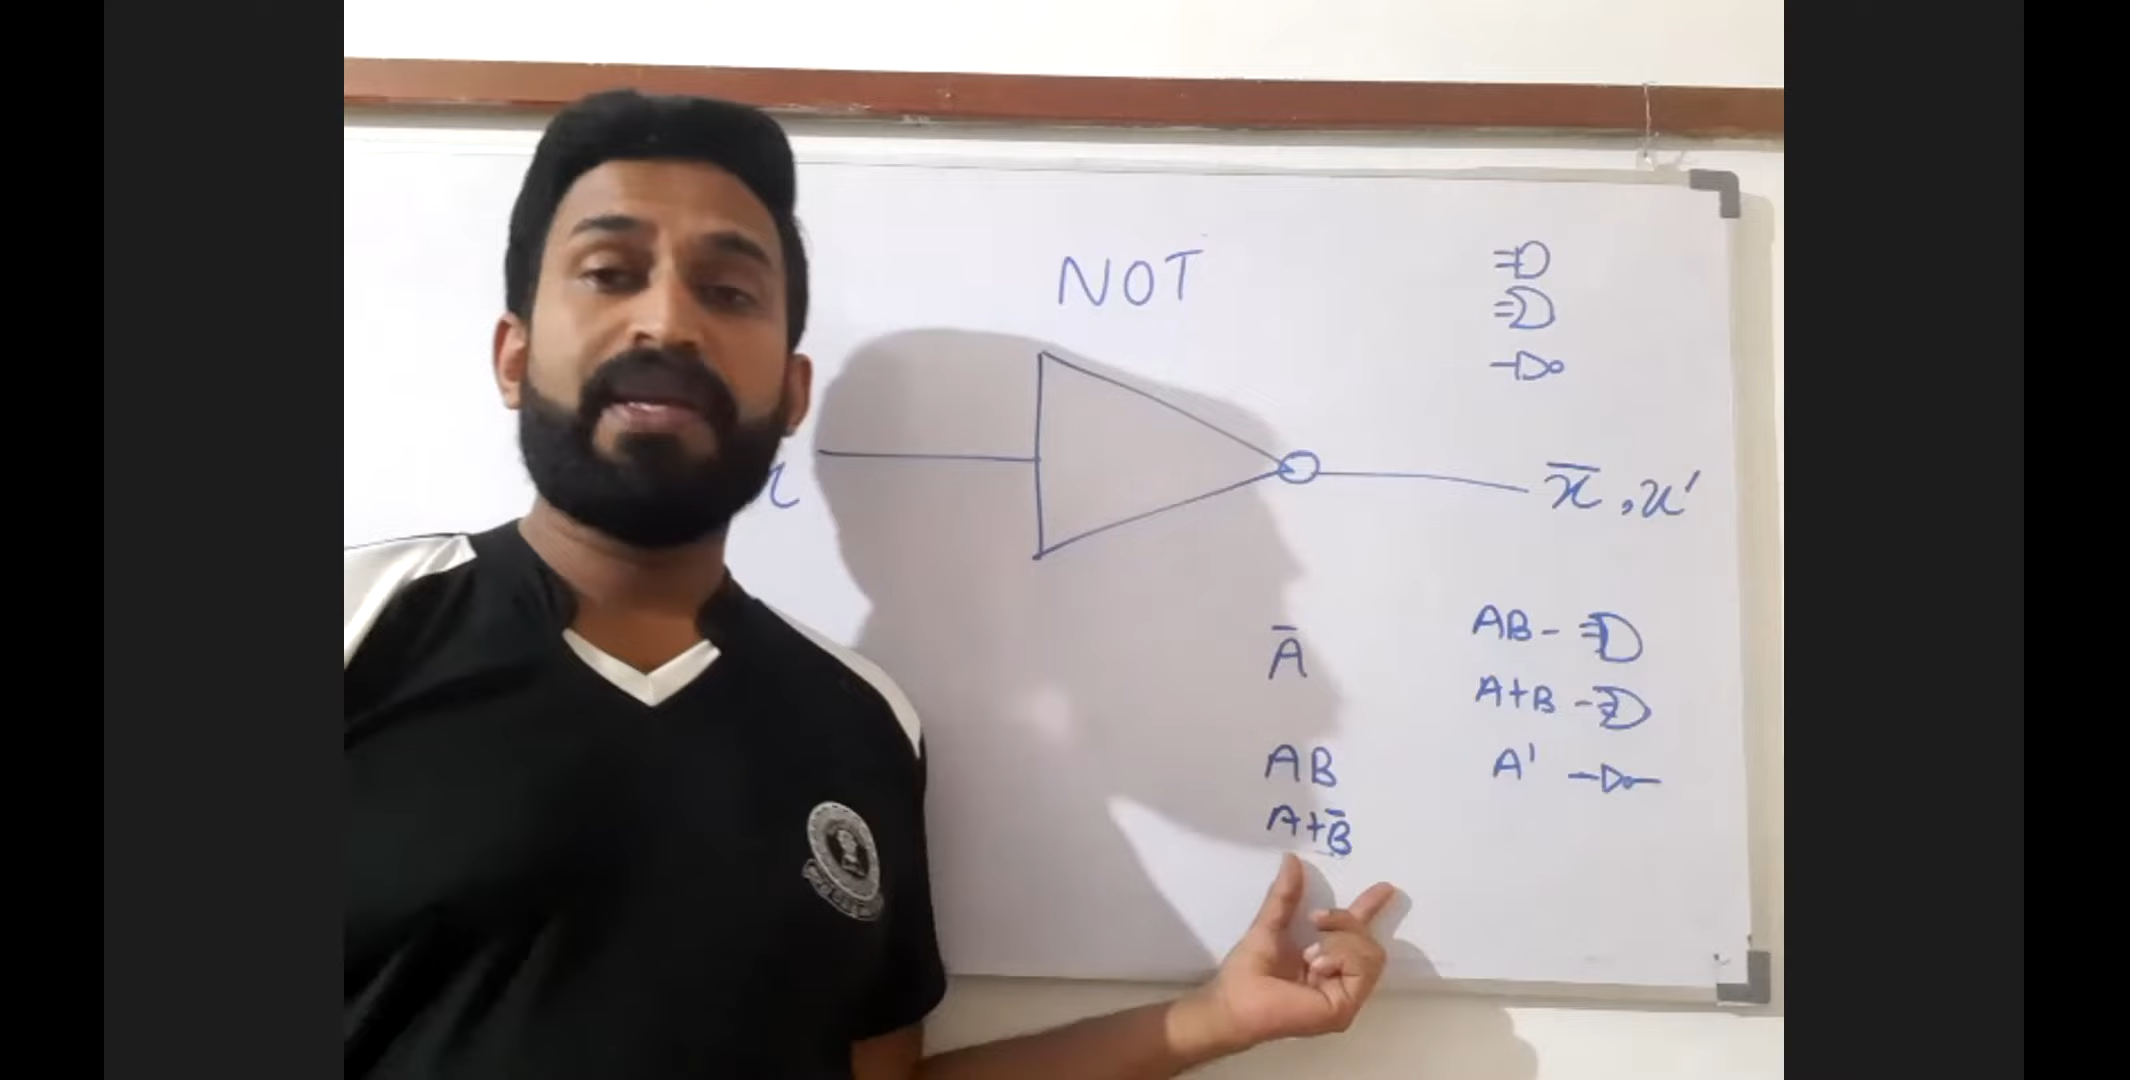 NOT
x
x̅, x'
A̅
AB
A+B̅
AB -
A+B -
A'